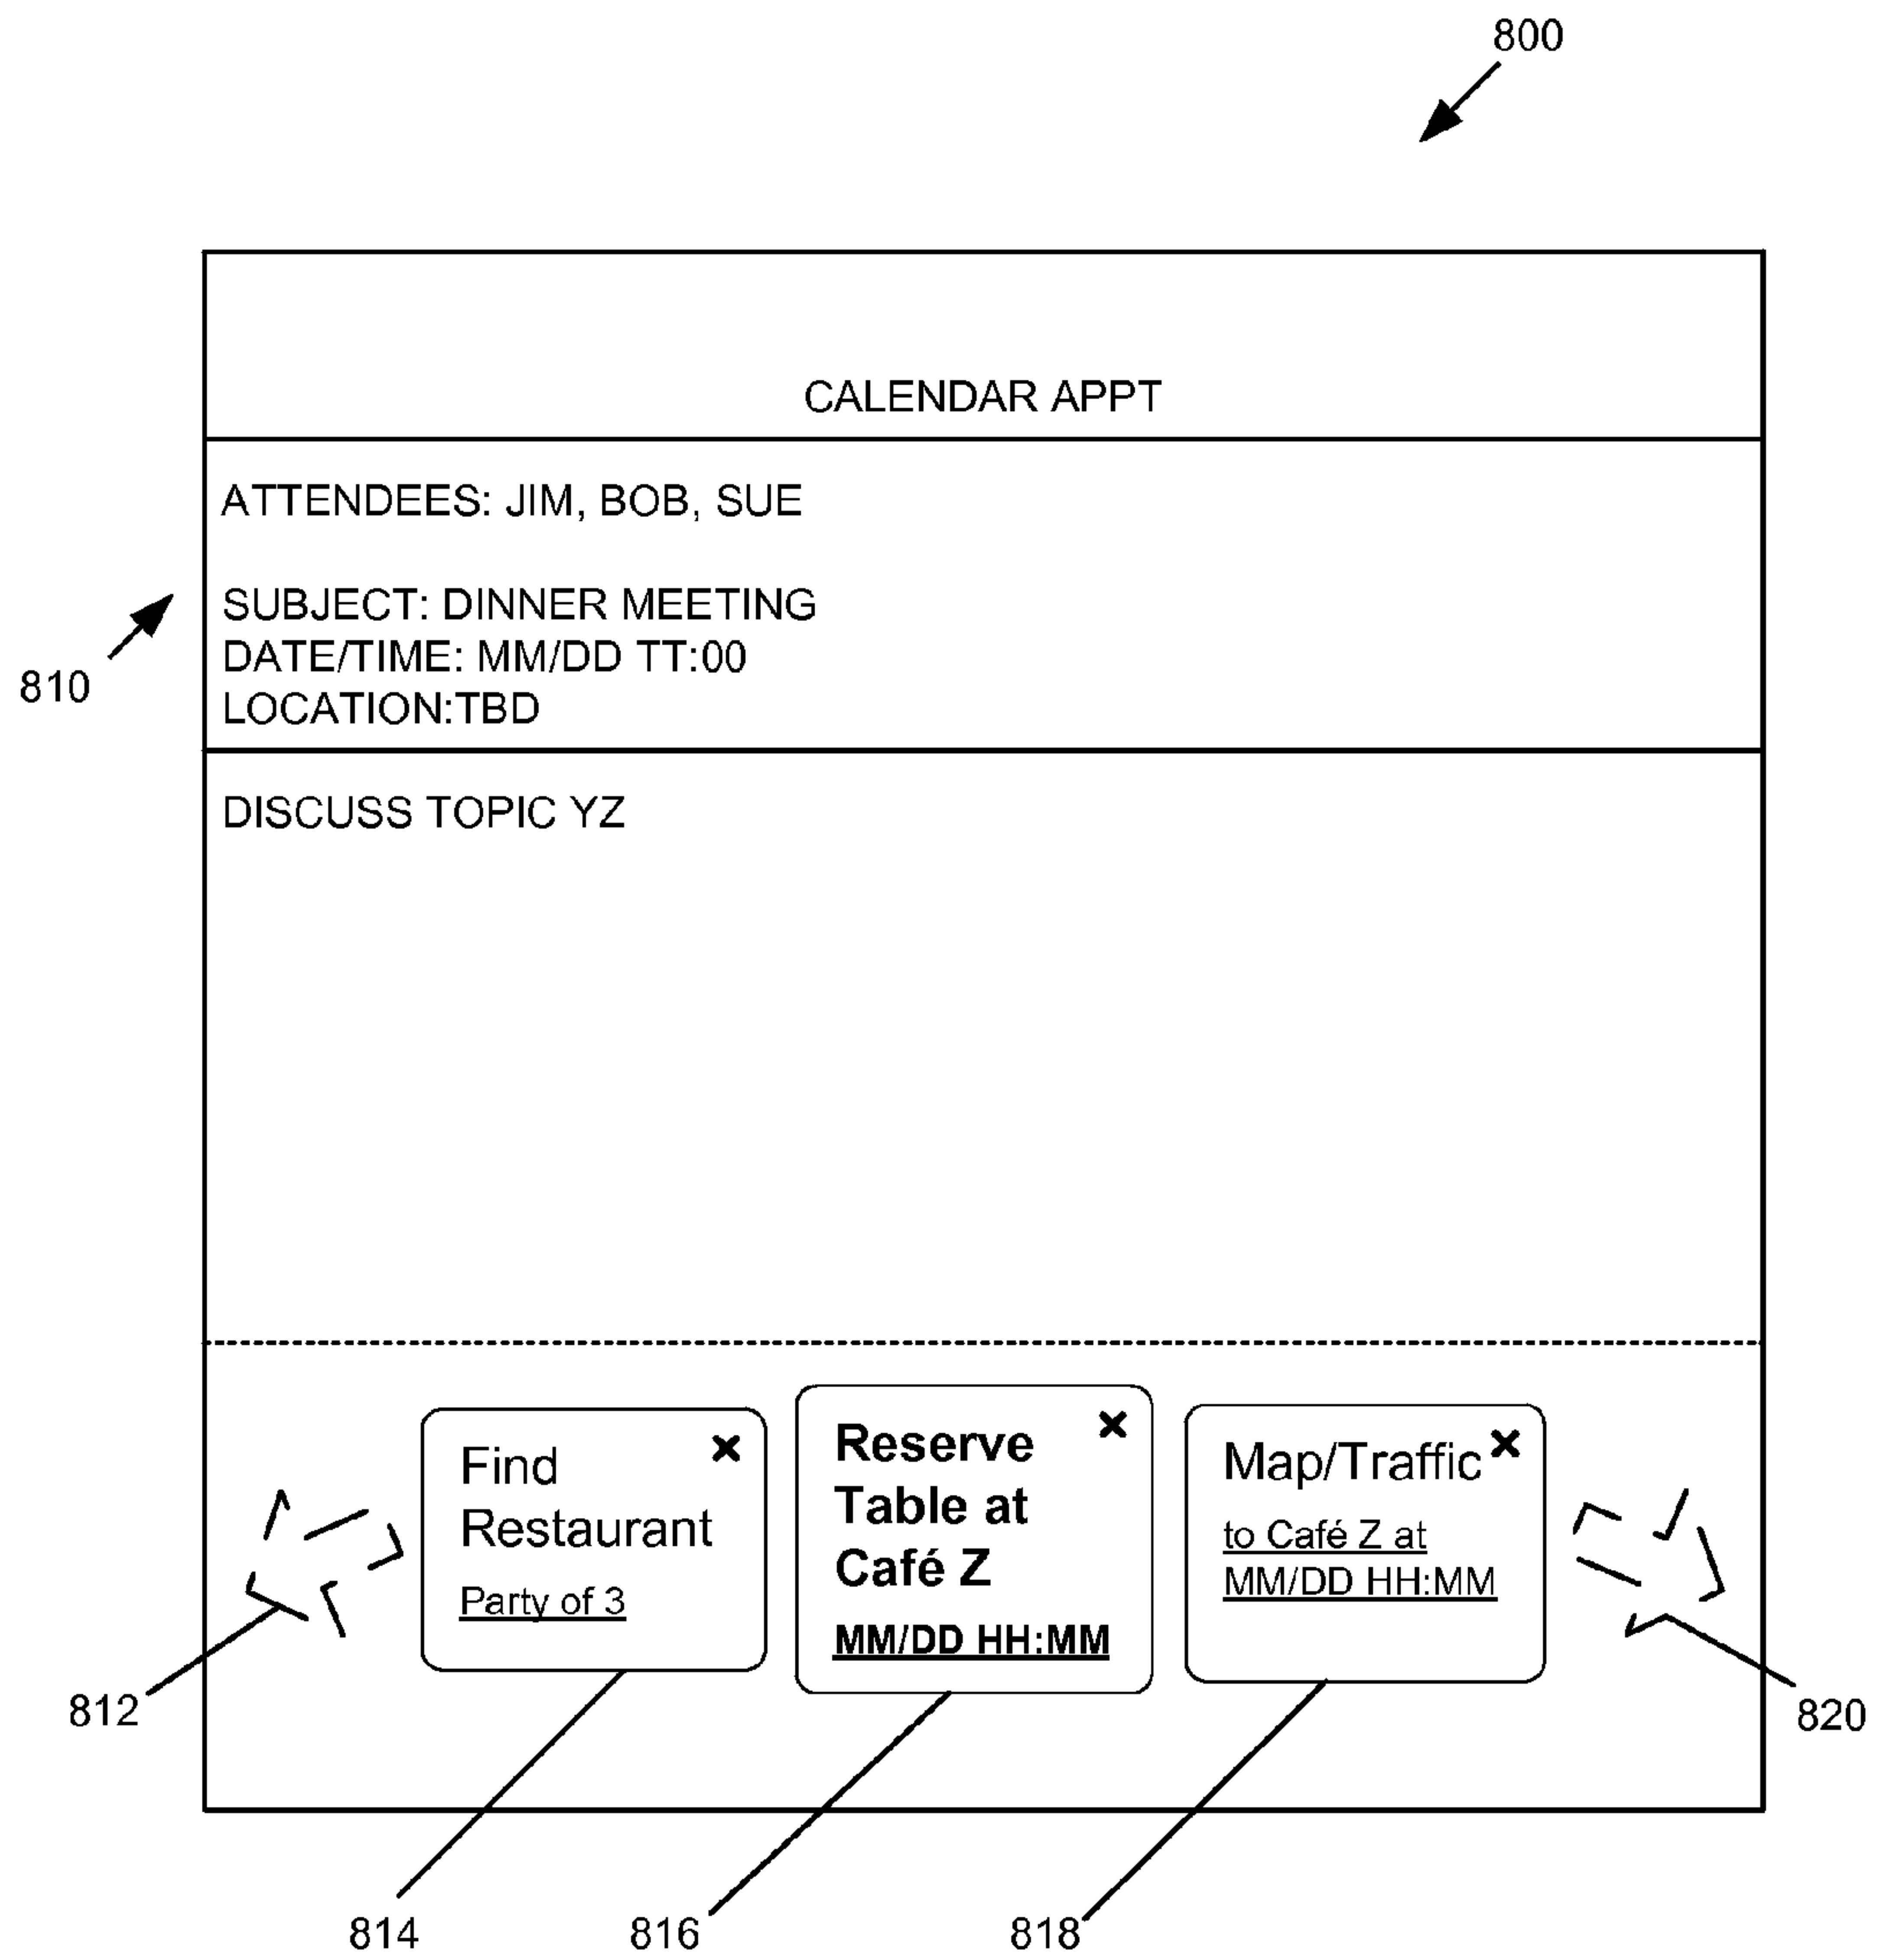 800
CALENDAR APPT
ATTENDEES: JIM, BOB, SUE
SUBJECT: DINNER MEETING
DATE/TIME: MM/DD TT:00
810
LOCATION:TBD
DISCUSS TOPIC YZ
Find
Restaurant
Party of 3
Reserve
Table at
Café Z
MM/DD HH:MM
Map/Traffic
to Café Z at
MM/DD HH:MM
812
820
814
816
818